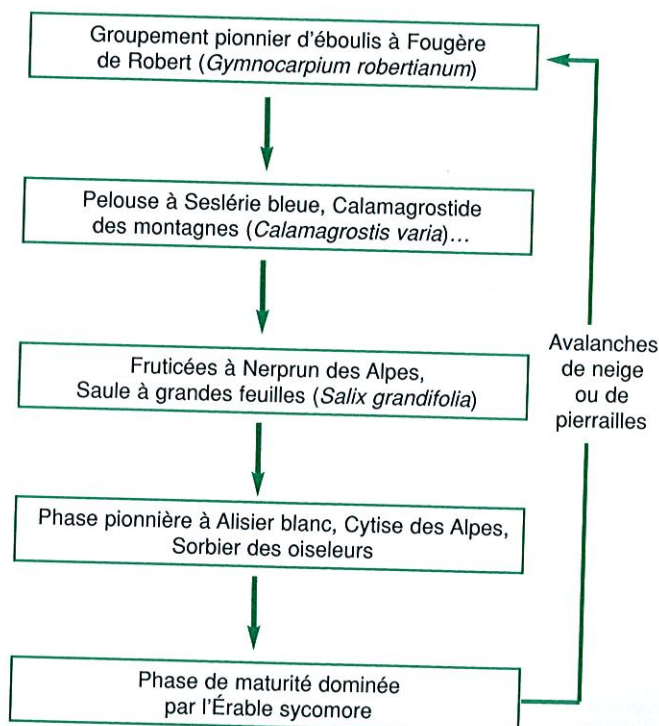 Groupement pionnier d'éboulis à Fougère
de Robert (Gymnocarpium robertianum)
Pelouse à Seslérie bleue, Calamagrostide
des montagnes (Calamagrostis varia)...
Fruticées à Nerprun des Alpes,
Saule à grandes feuilles (Salix grandifolia)
Phase pionnière à Alisier blanc, Cytise des Alpes,
Sorbier des oiseleurs
Phase de maturité dominée
par l'Érable sycomore
Avalanches
de neige
ou de
pierrailles